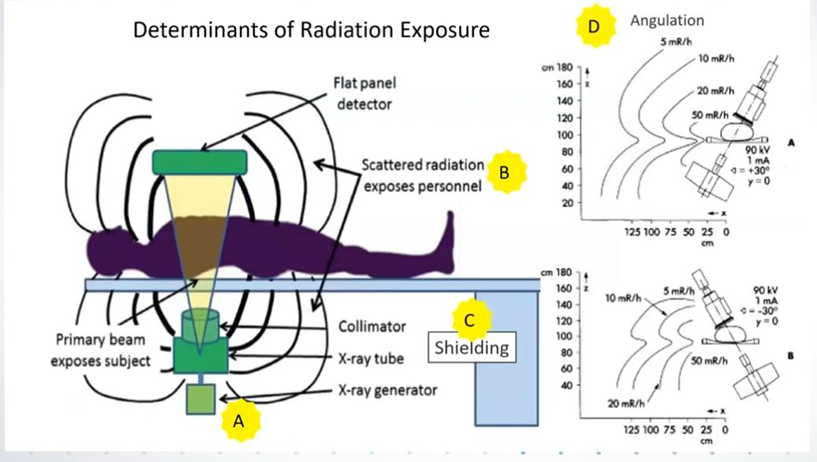 Determinants of Radiation Exposure
Flat panel
detector
Scattered radiation
exposes personnel
B
Primary beam
exposes subject
Collimator
X-ray tube
X-ray generator
A
C
Shielding
D
Angulation
5 mR/h
10 mR/h
20 mR/h
50 mR/h
cm 180
160
140
120
100
80
60
40
20
z
A
90 kV
1 mA
= +30°
y = 0
x
125 100 75 50 25 0
cm
cm 180
160
140
120
100
80
60
40
z
10 mR/h
5 mR/h
90 kV
1 mA
= -30°
y = 0
B
50 mR/h
20 mR/h
x
125 100 75 50 25 0
cm